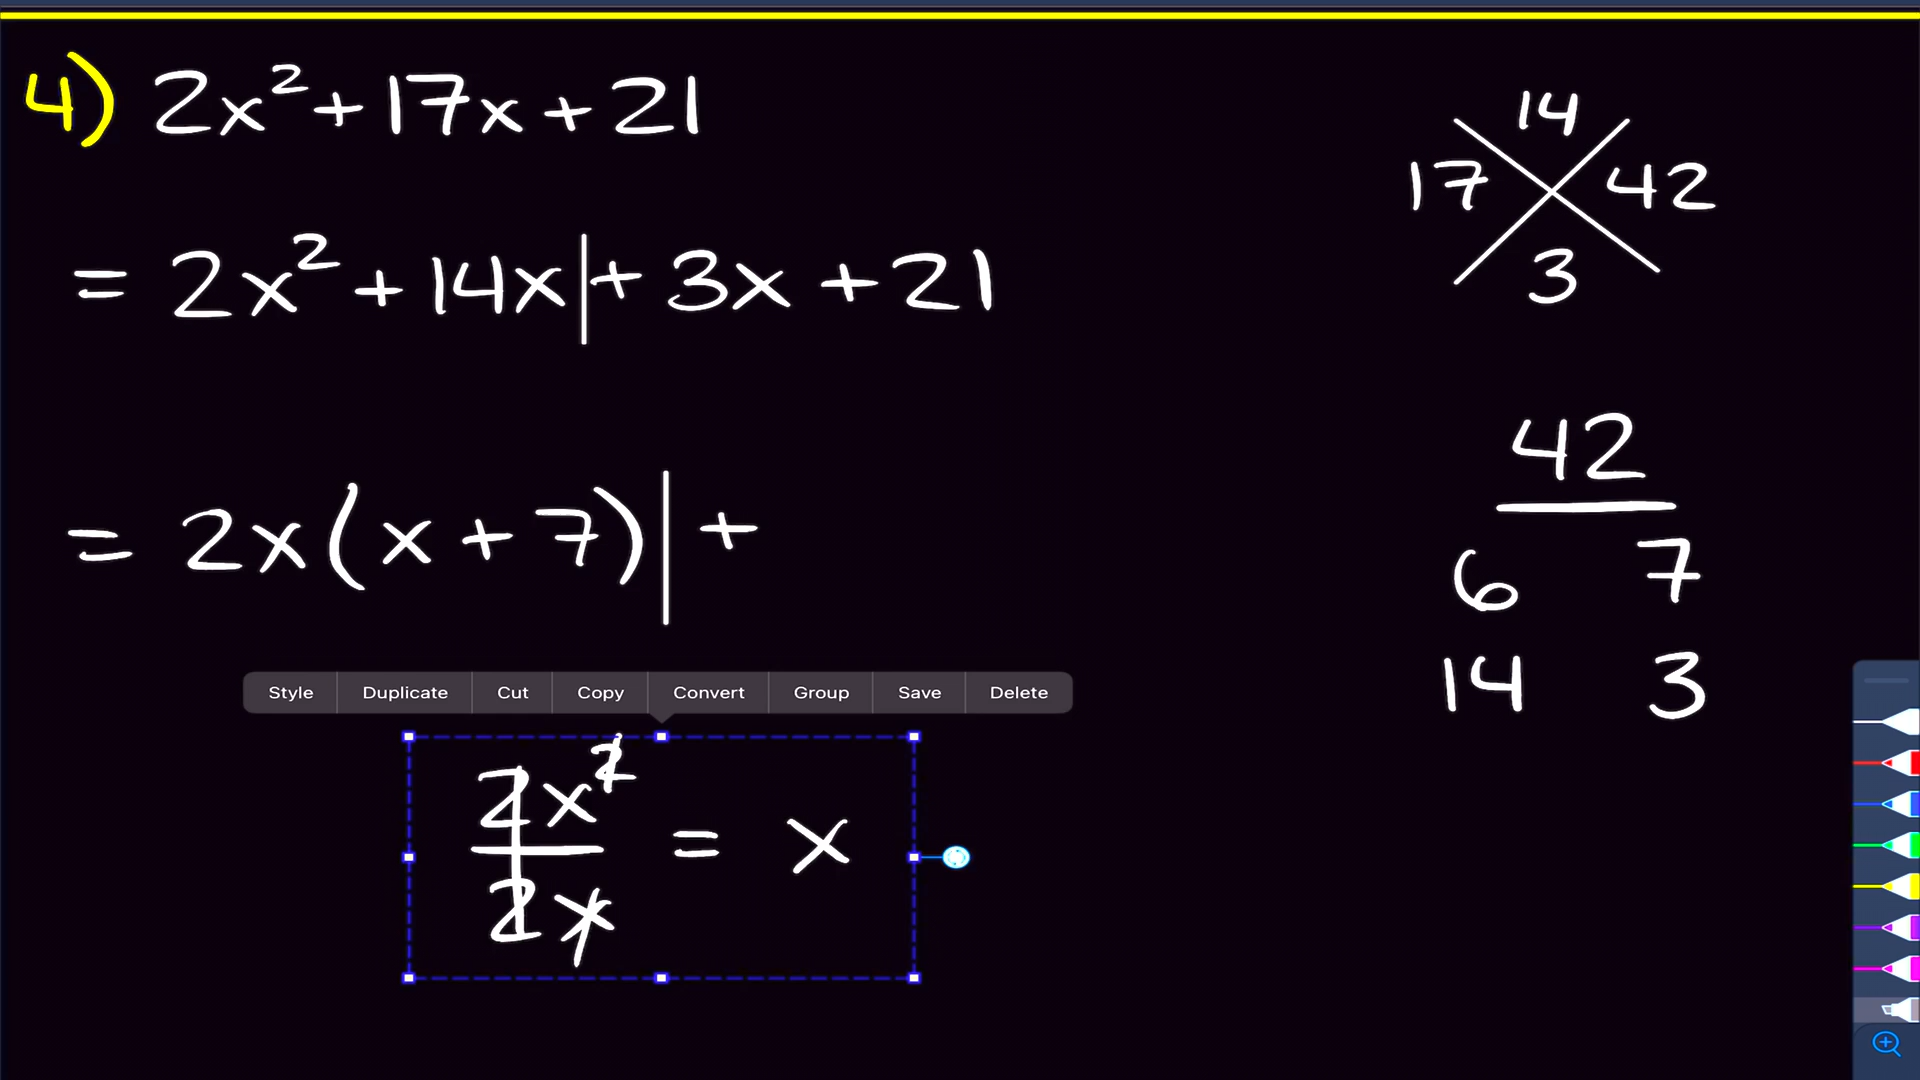 4) 2x² + 17x + 21
14
17 42
3
= 2x² + 14x | + 3x + 21
42
6 7
14 3
= 2x(x + 7) | +
Style Duplicate Cut Copy Convert Group Save Delete
2x²/2x = x